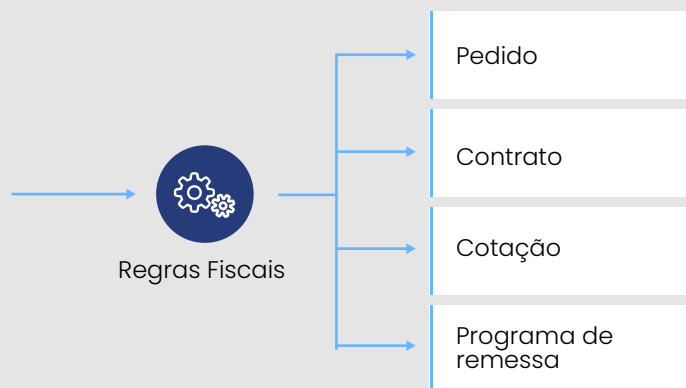 Pedido
Contrato
Regras Fiscais
Cotação
Programa de
remessa